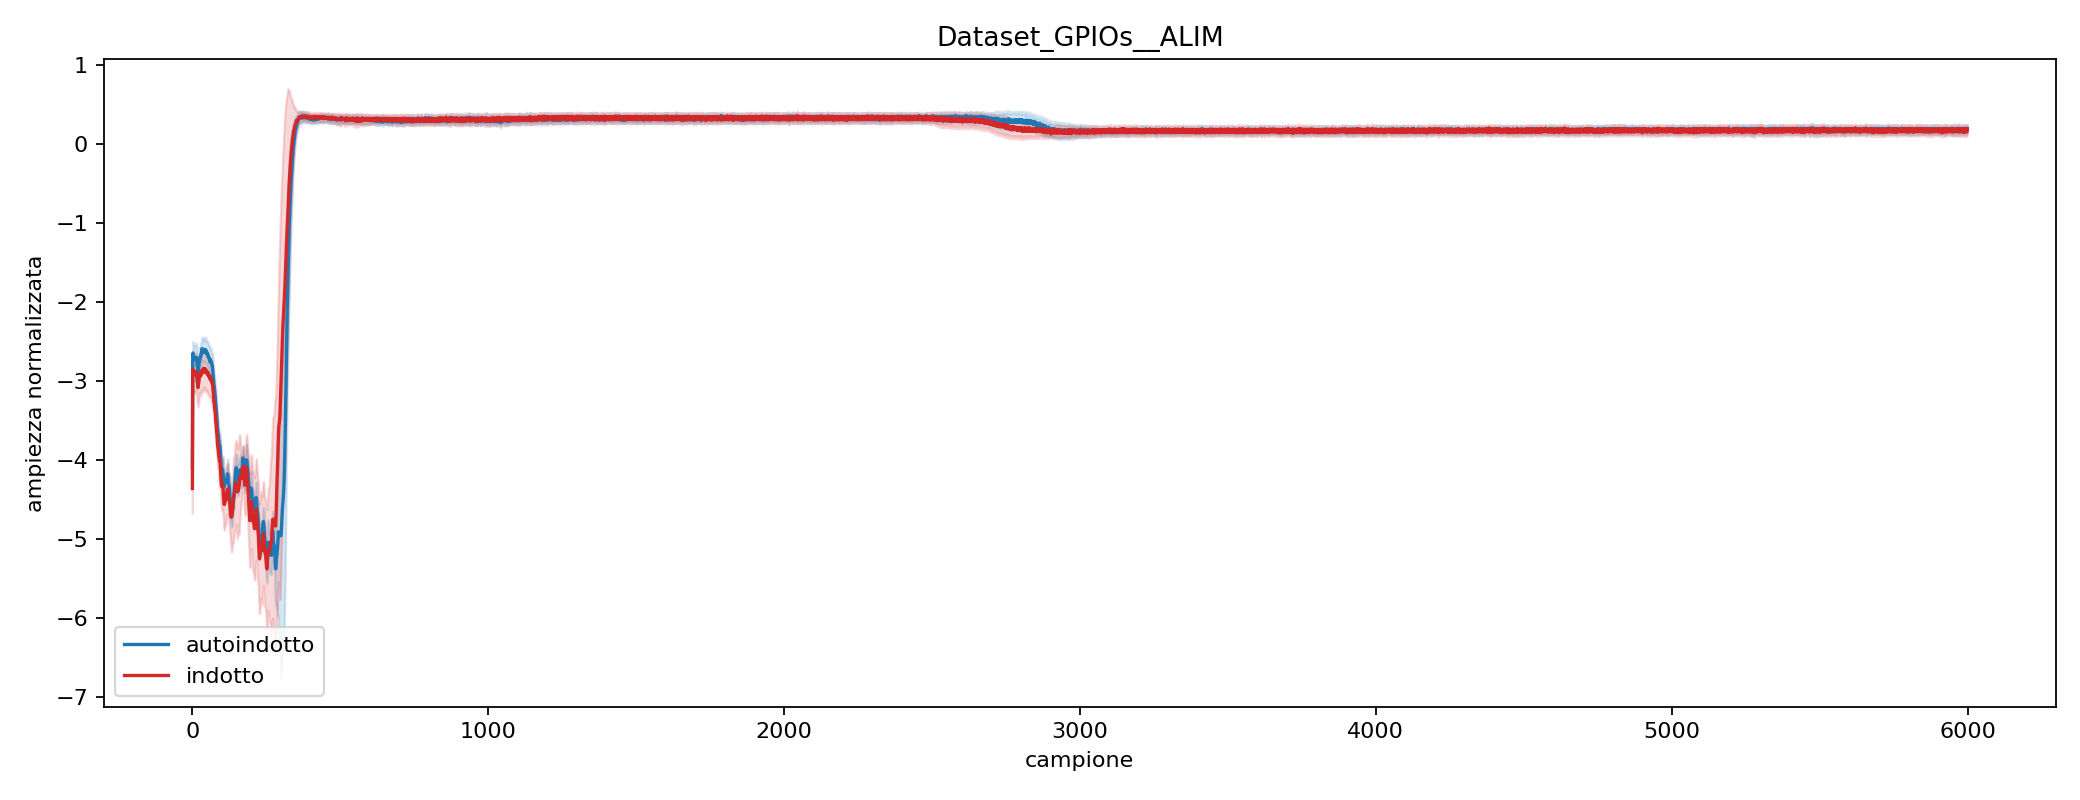 Dataset_GPIOs__ALIM
1
0
−1
−2
−3
−4
−5
−6
−7
ampiezza normalizzata
autoindotto
indotto
0 1000 2000 3000 4000 5000 6000
campione